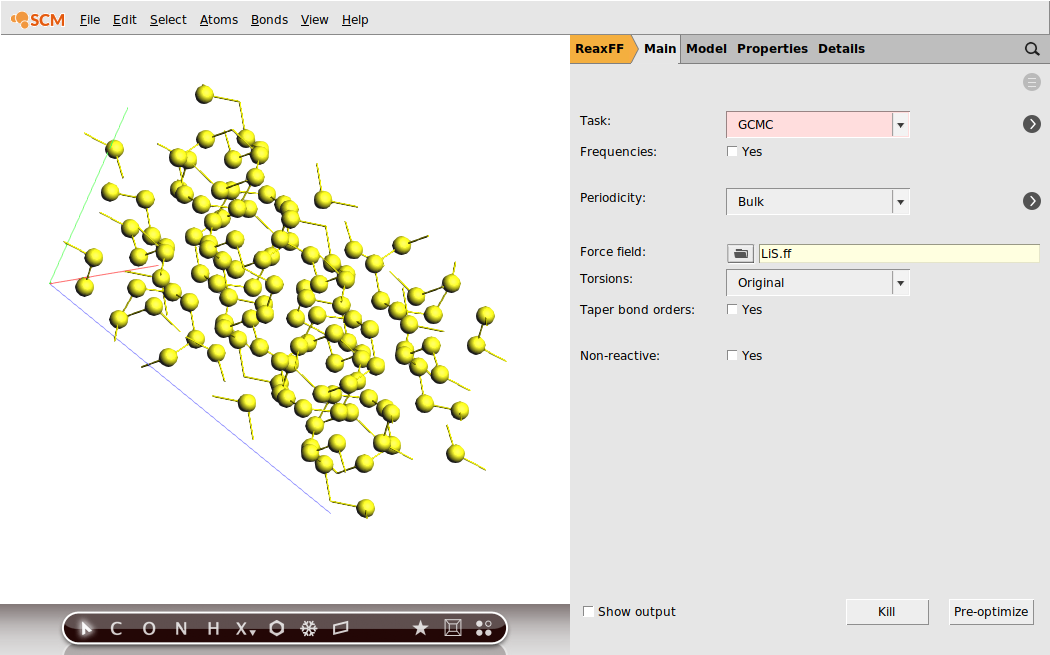 SCM File Edit Select Atoms Bonds View Help
ReaxFF Main Model Properties Details
Task: GCMC
Frequencies: Yes
Periodicity: Bulk
Force field: LiS.ff
Torsions: Original
Taper bond orders: Yes
Non-reactive: Yes
Show output Kill Pre-optimize
C O N H X